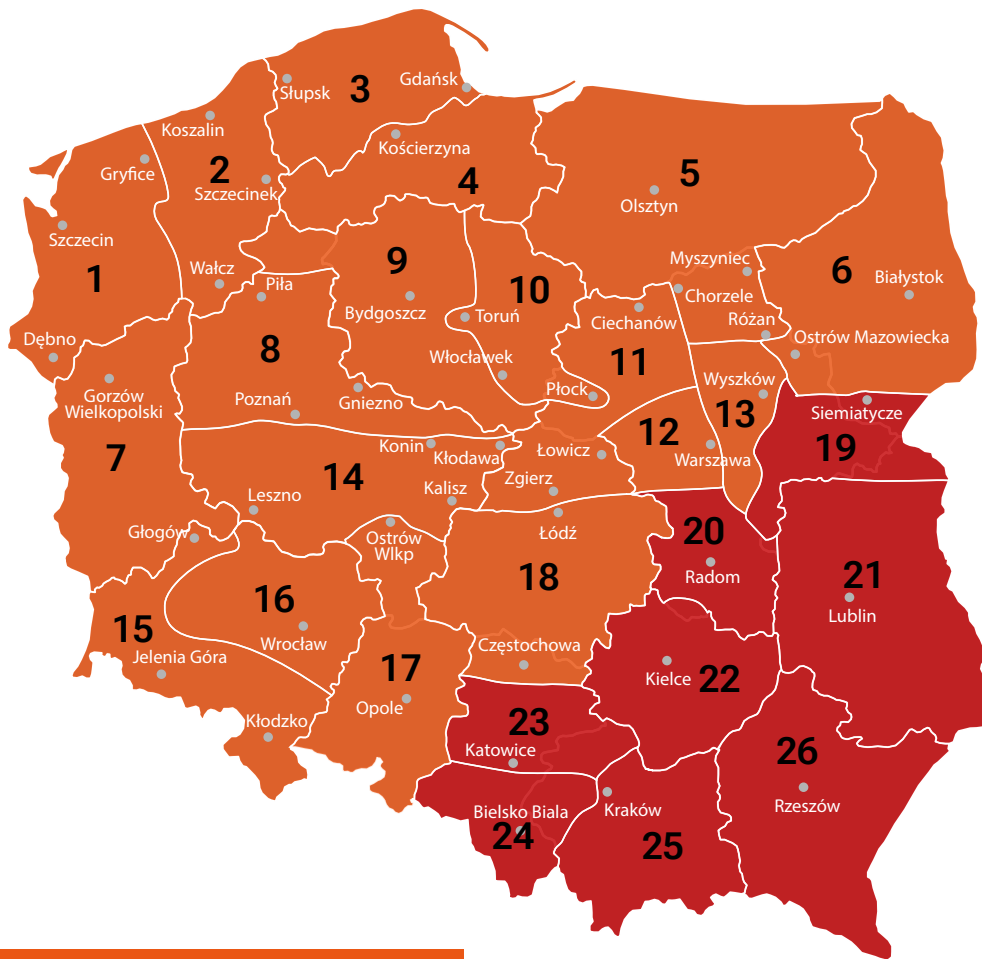 3
Gdańsk
Słupsk
Koszalin
Kościerzyna
Gryfice
2
Szczecinek
4
5
Olsztyn
Szczecin
1
Wałcz
Piła
9
Bydgoszcz
10
Toruń
Myszyniec
Chorzele
6
Białystok
Ciechanów
Różan
Ostrów Mazowiecka
Dębno
8
Włocławek
11
Gorzów
Wielkopolski
Poznań
Gniezno
Płock
Wyszków
13
Siemiatycze
7
Konin
Kłodawa
Łowicz
12
Warszawa
19
14
Kalisz
Zgierz
Leszno
Głogów
Ostrów
Wlkp
Łódź
20
Radom
18
21
Lublin
16
Wrocław
15
Jelenia Góra
Częstochowa
17
Opole
Kielce
22
Kłodzko
23
Katowice
26
Rzeszów
Bielsko Biala
24
Kraków
25